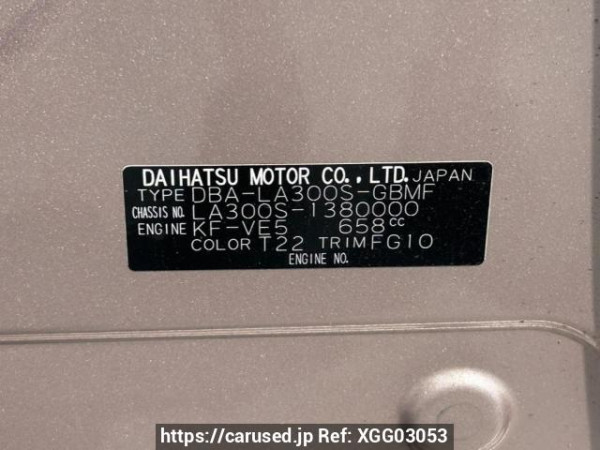 DAIHATSU MOTOR CO., LTD. JAPAN
TYPE DBA-LA300S-GBMF
CHASSIS NO. LA300S-1380000
ENGINE KF-VE5 658cc
COLOR T22 TRIM FG10
ENGINE NO.
https://carused.jp Ref: XGG03053